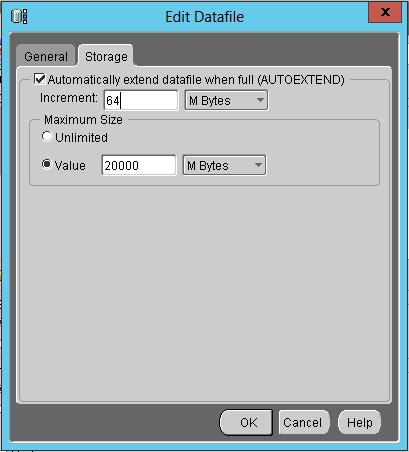 Edit Datafile
x
General Storage
Automatically extend datafile when full (AUTOEXTEND)
Increment: 64 M Bytes
Maximum Size
Unlimited
Value 20000 M Bytes
OK Cancel Help